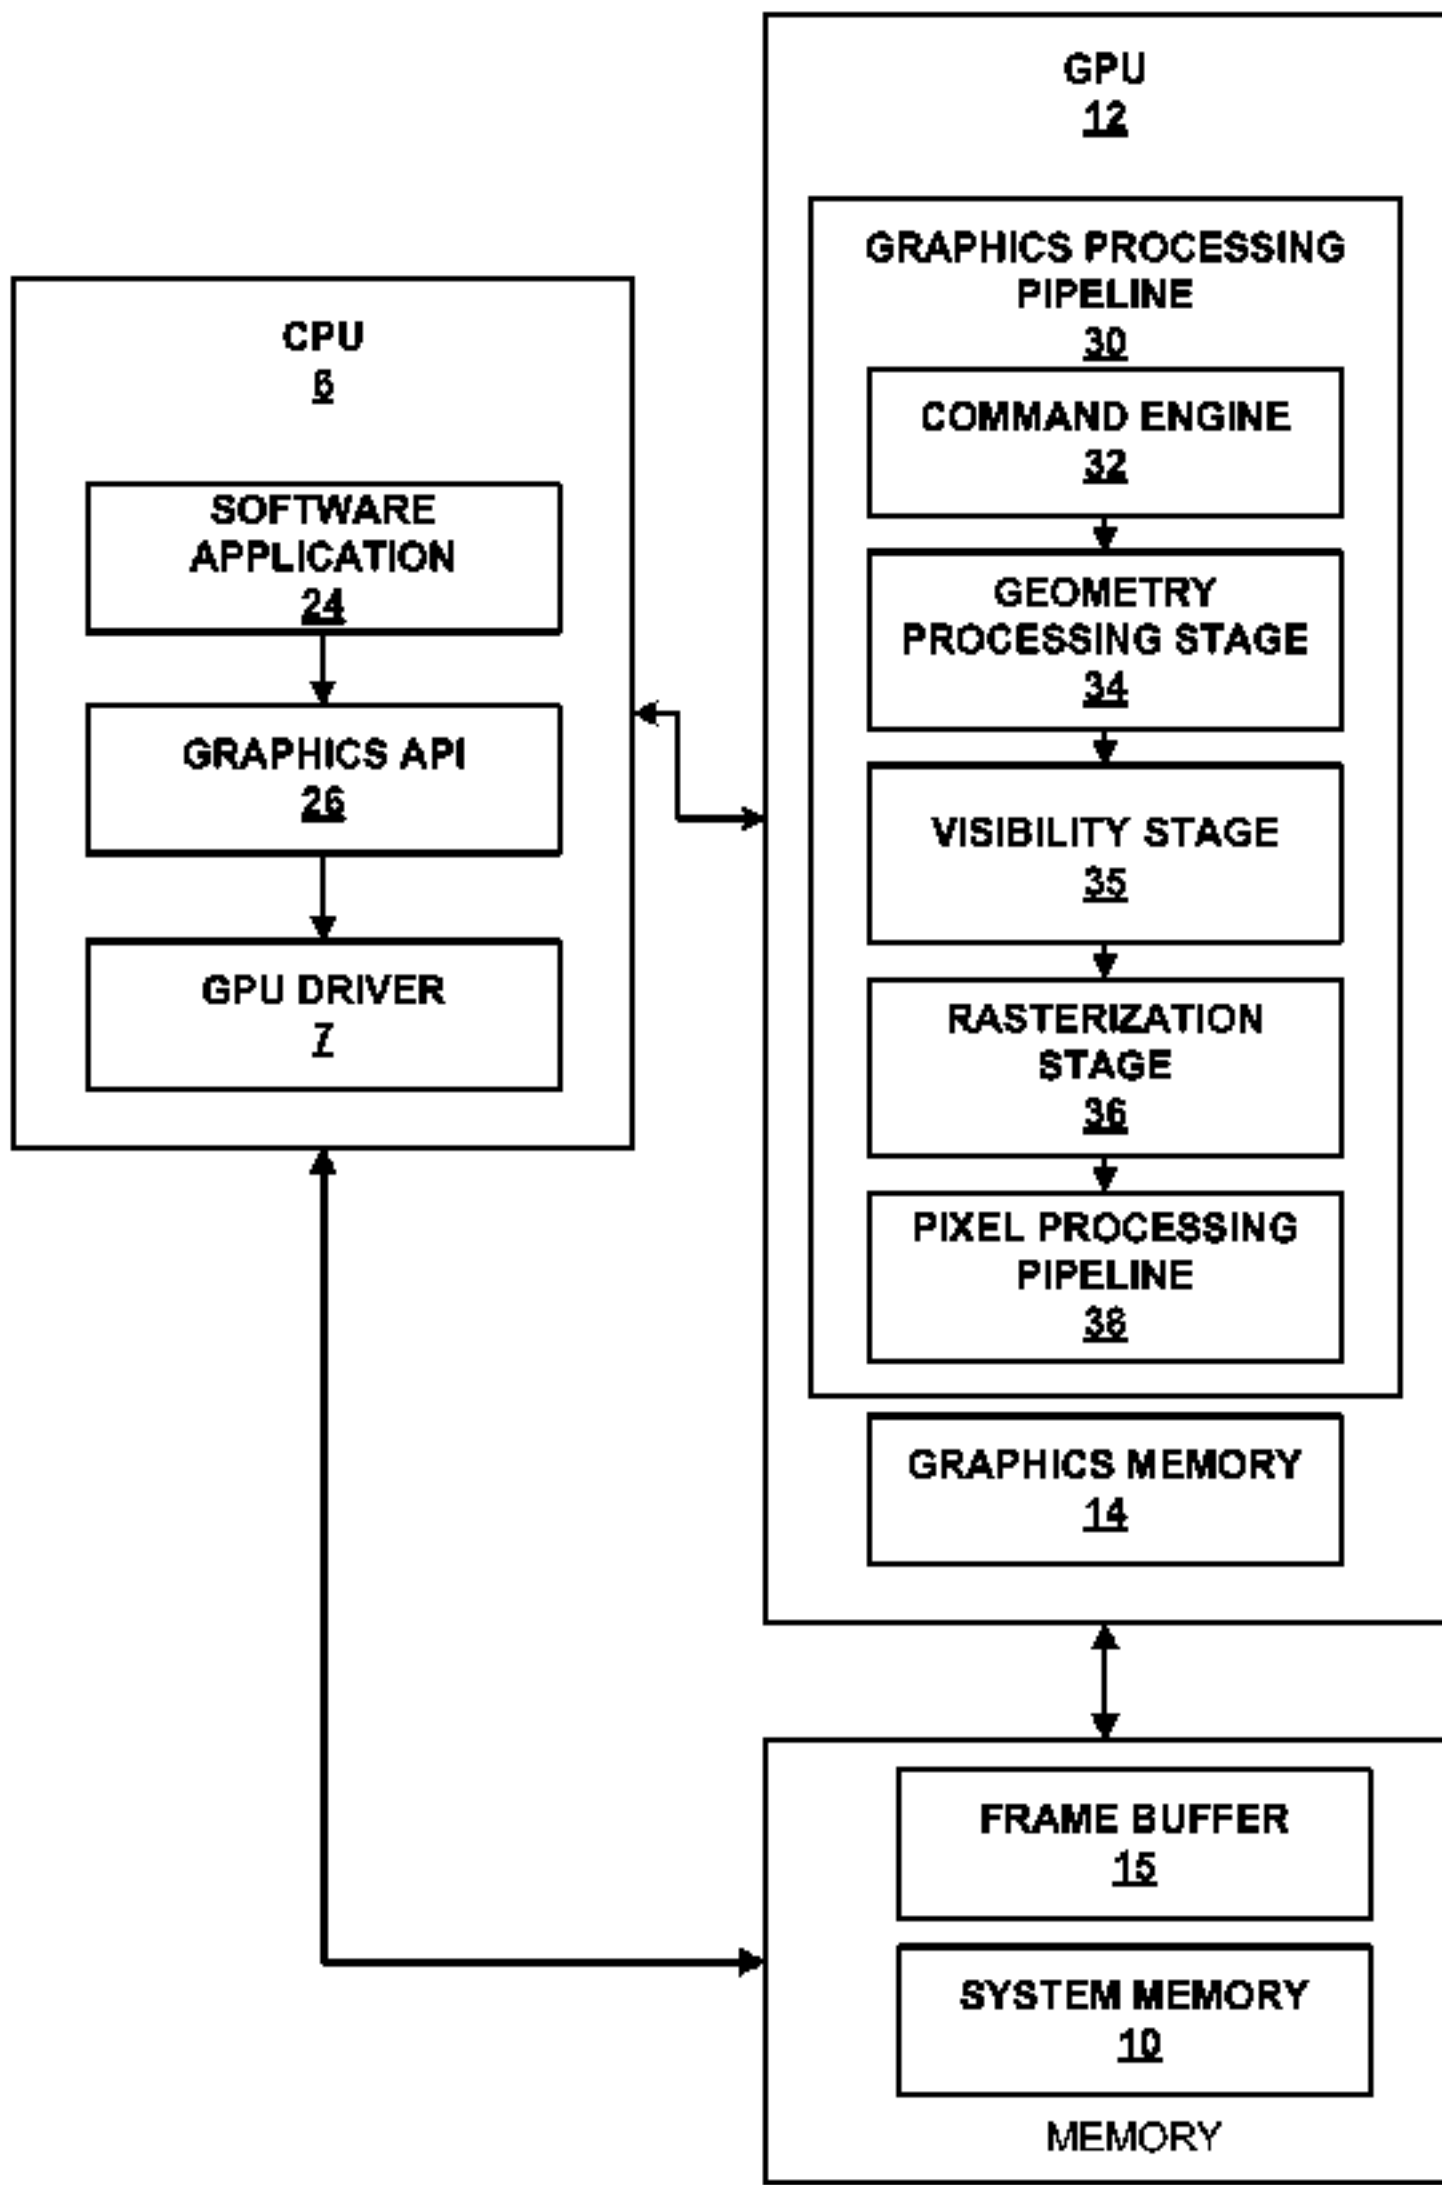 CPU
6
SOFTWARE
APPLICATION
24
GRAPHICS API
26
GPU DRIVER
7
GPU
12
GRAPHICS PROCESSING
PIPELINE
30
COMMAND ENGINE
32
GEOMETRY
PROCESSING STAGE
34
VISIBILITY STAGE
35
RASTERIZATION
STAGE
36
PIXEL PROCESSING
PIPELINE
38
GRAPHICS MEMORY
14
FRAME BUFFER
15
SYSTEM MEMORY
10
MEMORY